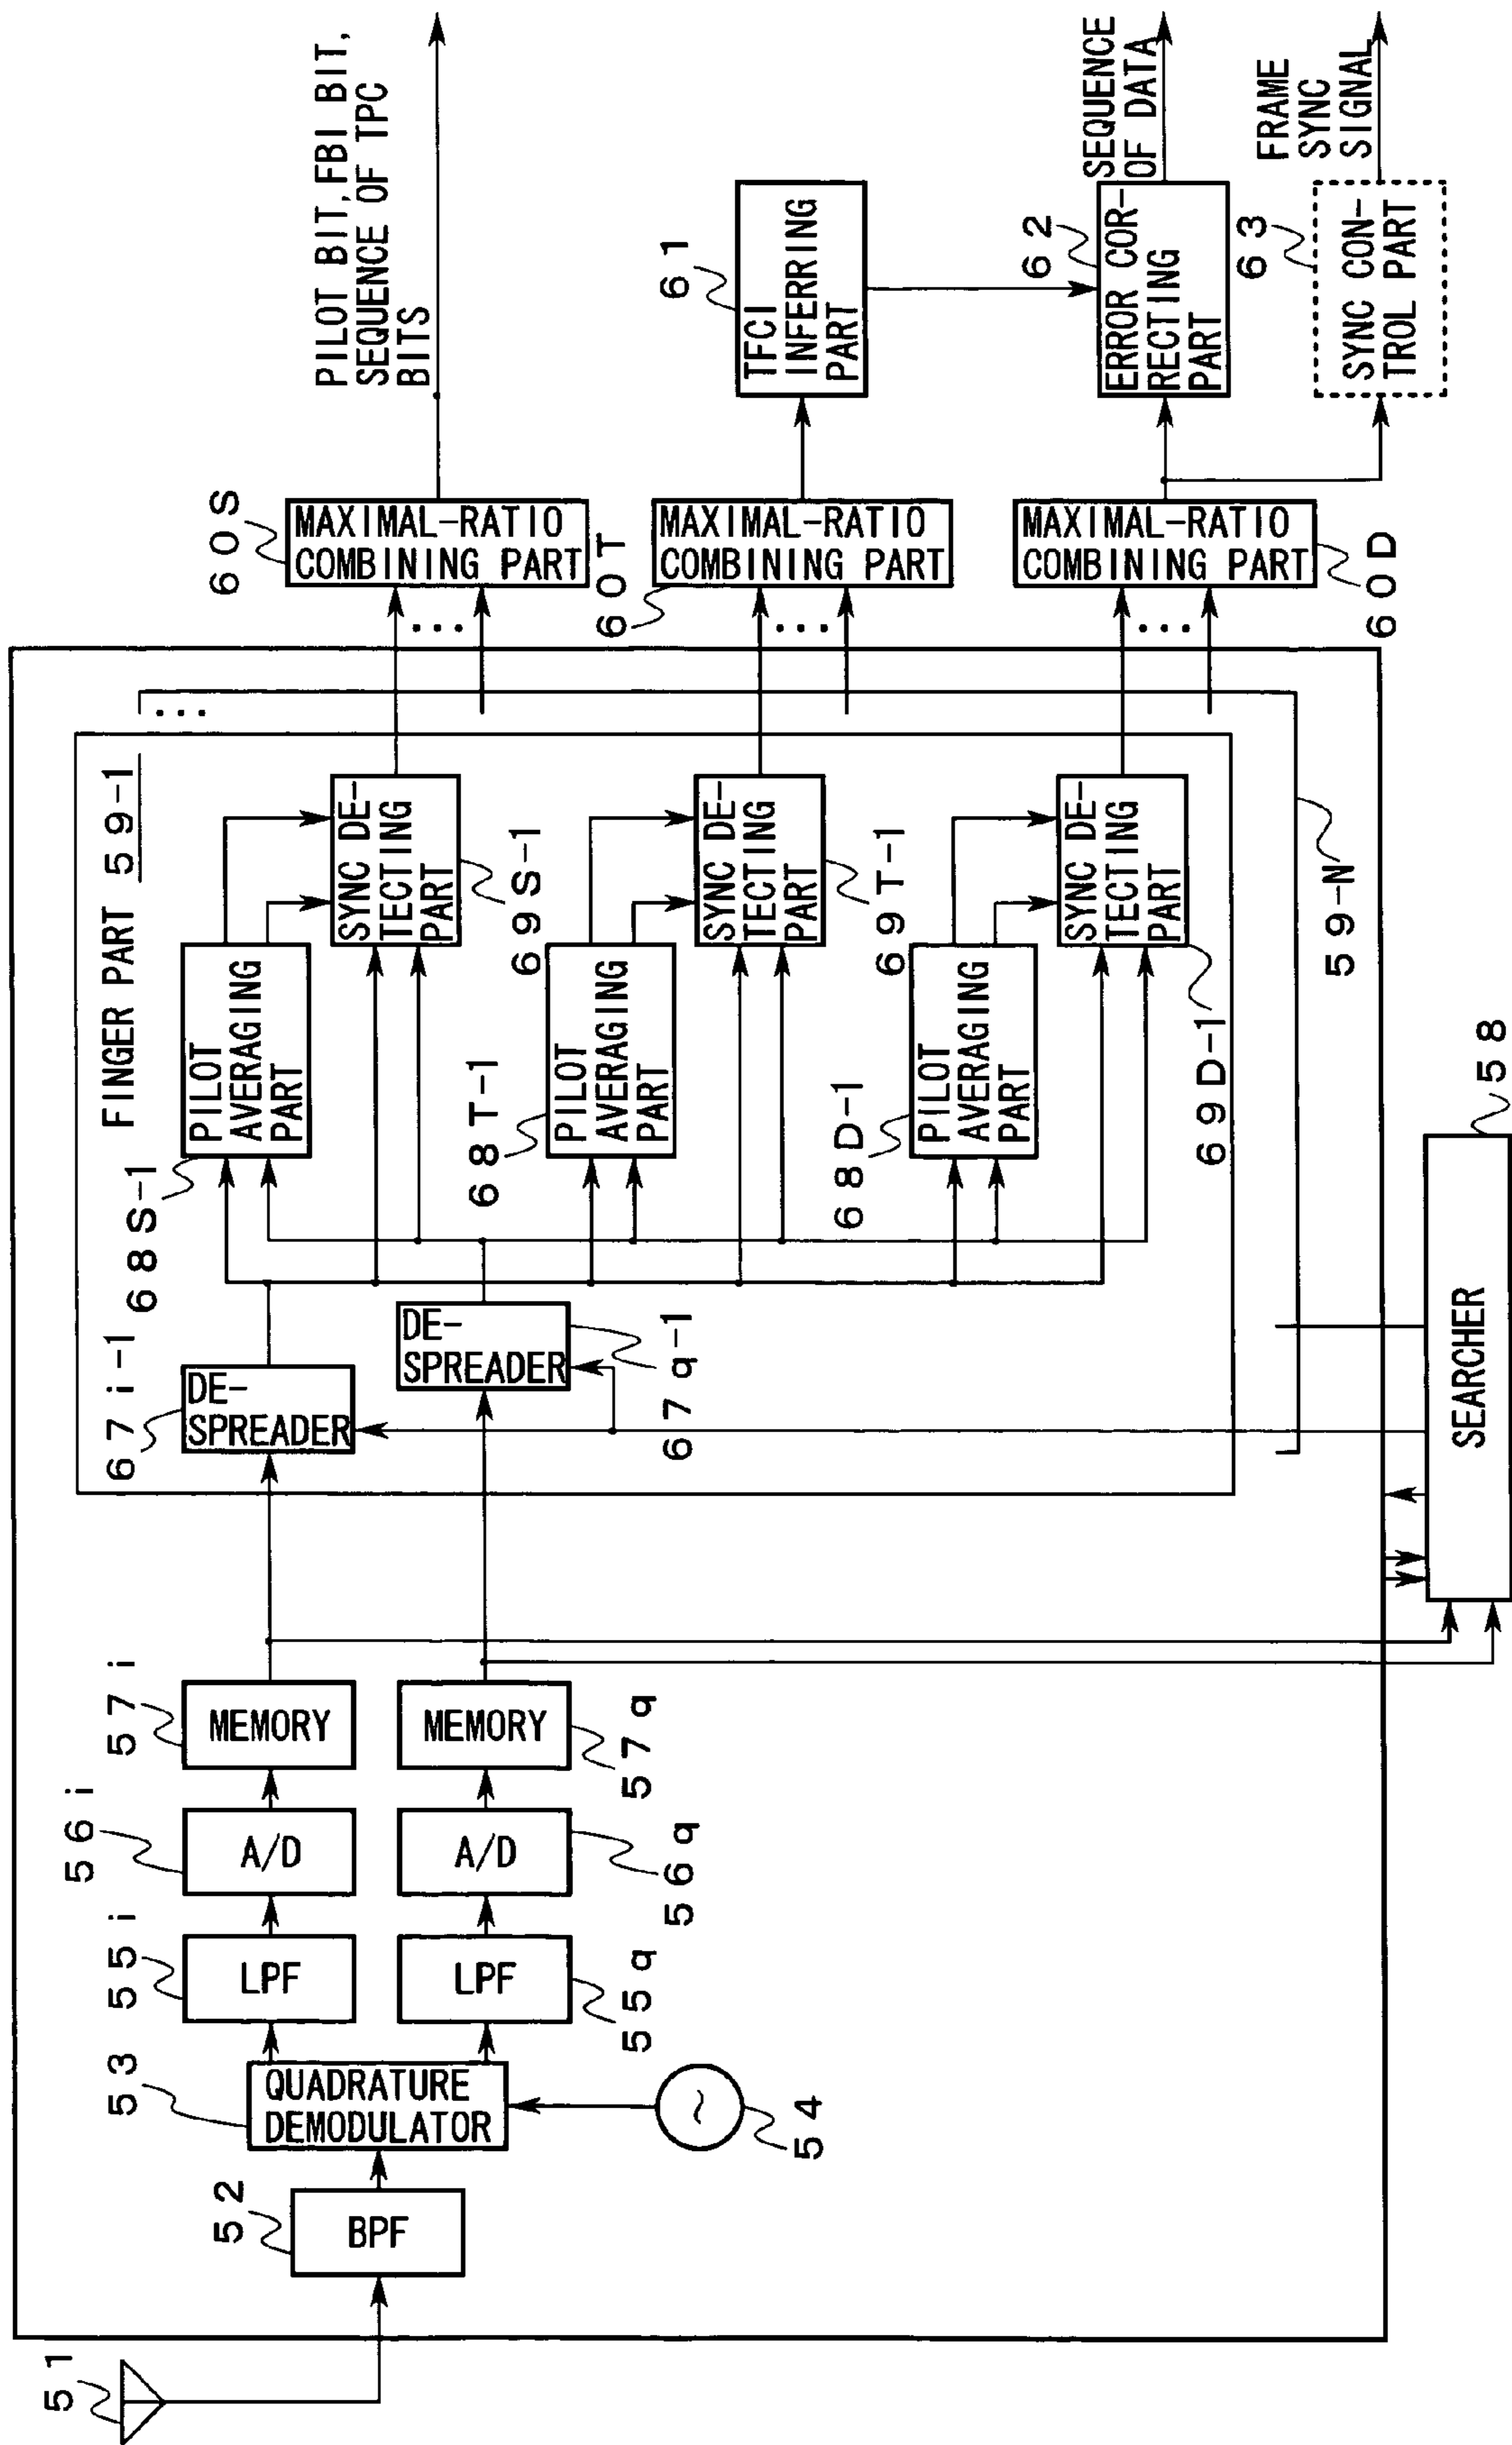 51
52
BPF
53
QUADRATURE
DEMODULATOR
54
~
55i
LPF
55q
LPF
56i
A/D
56q
A/D
57i
MEMORY
57q
MEMORY
58
SEARCHER
FINGER PART 59-1
...
59-N
67i-1
DE-
SPREADER
67q-1
DE-
SPREADER
68S-1
PILOT
AVERAGING
PART
69S-1
SYNC DE-
TECTING
PART
68T-1
PILOT
AVERAGING
PART
69T-1
SYNC DE-
TECTING
PART
68D-1
PILOT
AVERAGING
PART
69D-1
SYNC DE-
TECTING
PART
60S
MAXIMAL-RATIO
COMBINING PART
...
60T
MAXIMAL-RATIO
COMBINING PART
...
60D
MAXIMAL-RATIO
COMBINING PART
...
PILOT BIT,FBI BIT,
SEQUENCE OF TPC
BITS
61
TFCI
INFERRING
PART
62
ERROR COR-
RECTING
PART
SEQUENCE
OF DATA
63
SYNC CON-
TROL PART
FRAME
SYNC
SIGNAL